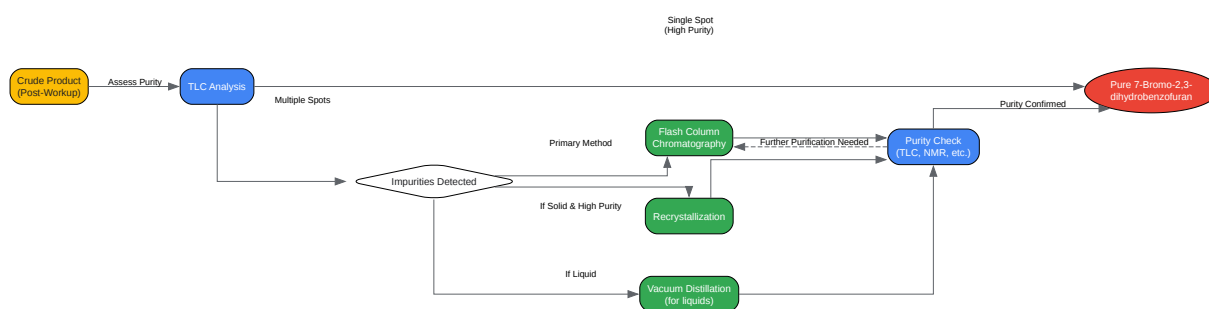 Single Spot
(High Purity)
Crude Product
(Post-Workup)
Assess Purity
TLC Analysis
Pure 7-Bromo-2,3-
dihydrobenzofuran
Multiple Spots
Purity Confirmed
Flash Column
Chromatography
Primary Method
Further Purification Needed
Purity Check
(TLC, NMR, etc.)
Impurities Detected
If Solid & High Purity
Recrystallization
If Liquid
Vacuum Distillation
(for liquids)